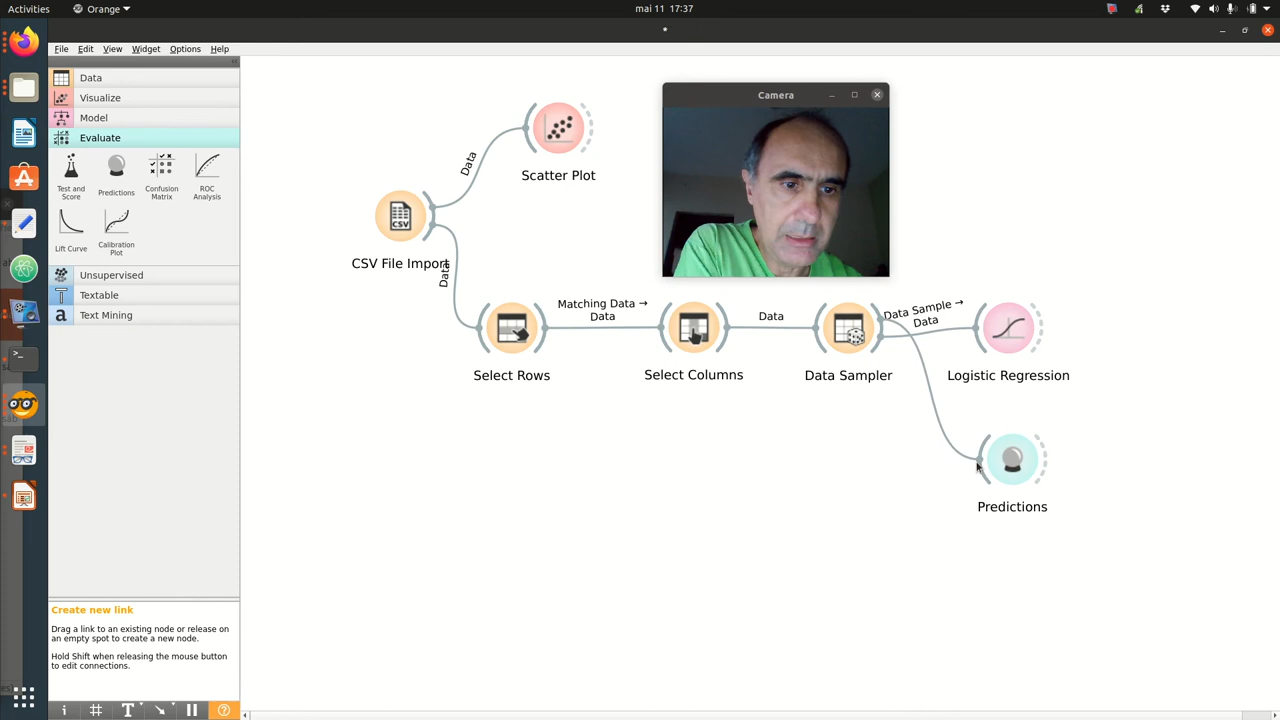 Activities
Orange
mai 11 17:37
*
File Edit View Widget Options Help
Data
Visualize
Model
Evaluate
Test and Score
Predictions
Confusion Matrix
ROC Analysis
Lift Curve
Calibration Plot
Unsupervised
Textable
Text Mining
Camera
Data
Scatter Plot
CSV
CSV File Import
Data
Matching Data →
Data
Data
Data Sample →
Data
Select Rows
Select Columns
Data Sampler
Logistic Regression
Predictions
Create new link
Drag a link to an existing node or release on
an empty spot to create a new node.
Hold Shift when releasing the mouse button
to edit connections.